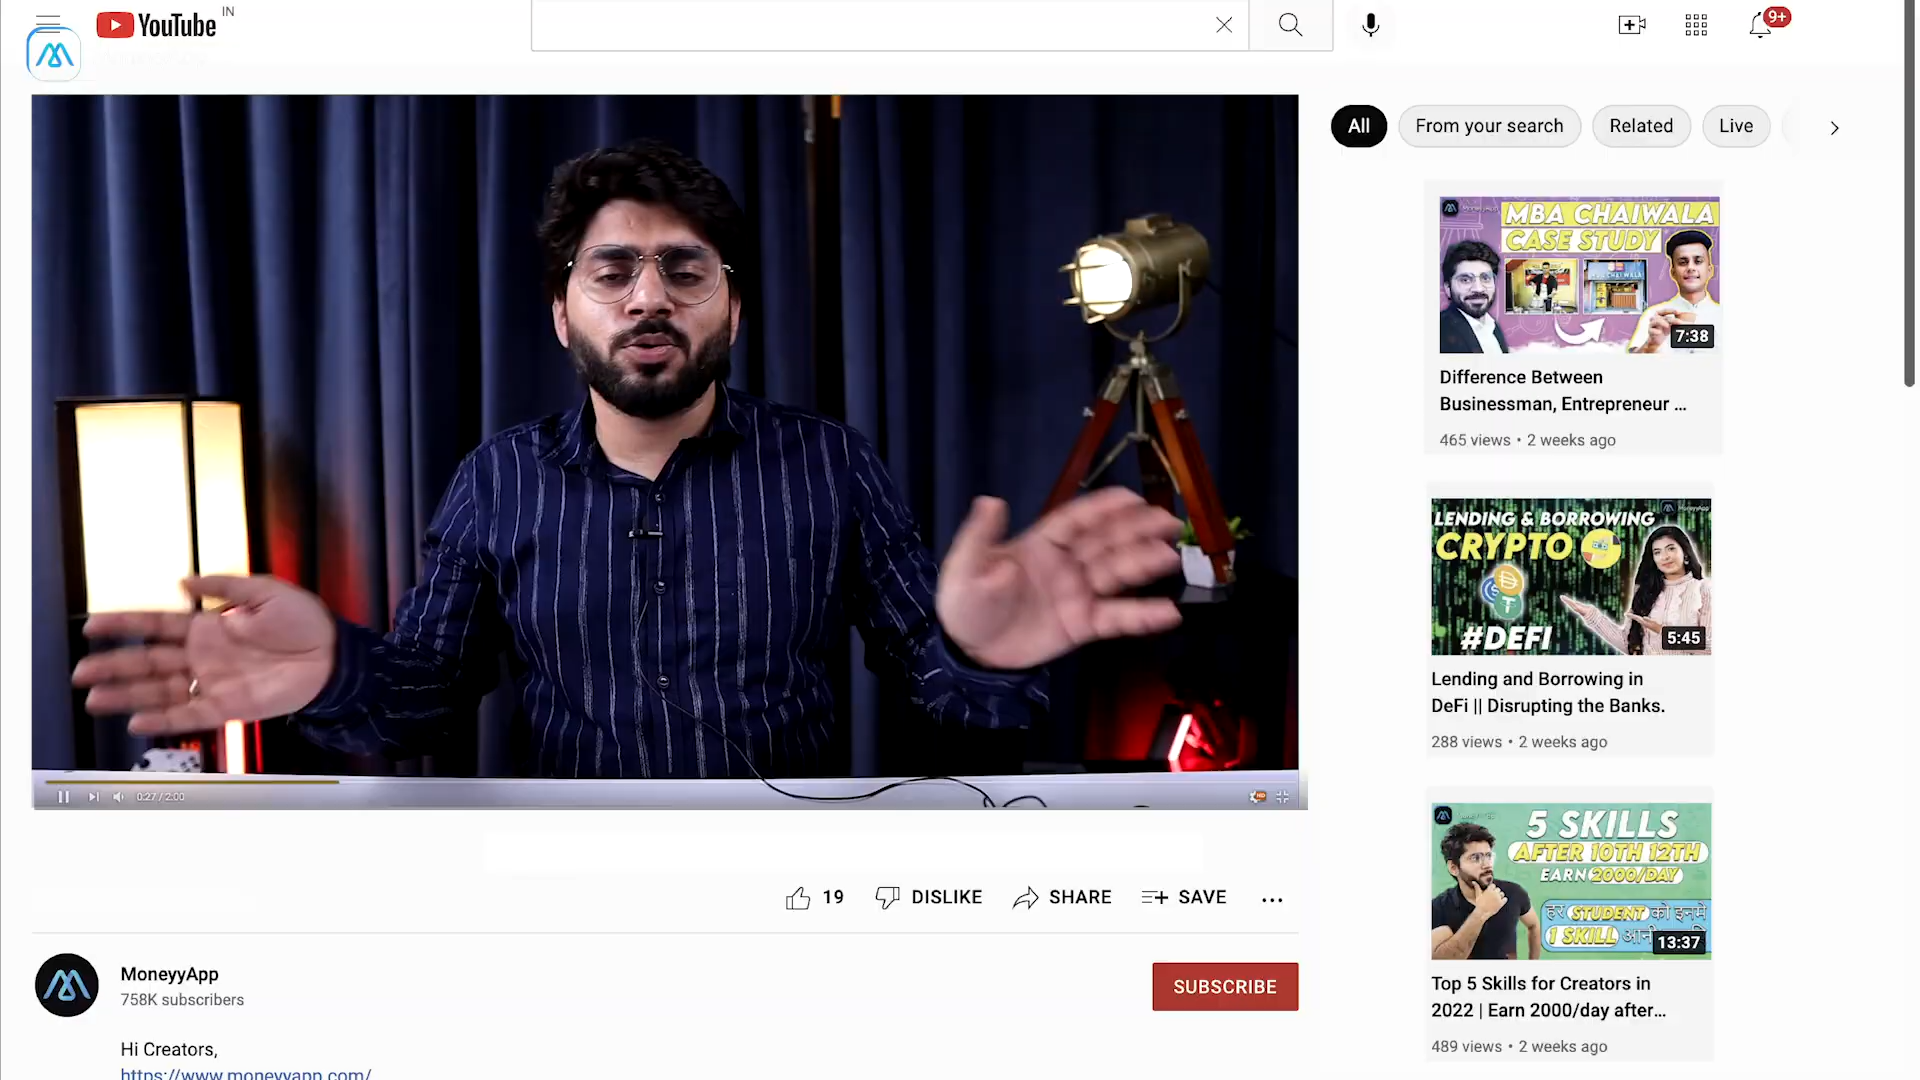 YouTube IN
9+
All
From your search
Related
Live
MBA CHAIWALA
CASE STUDY
7:38
Difference Between
Businessman, Entrepreneur ...
465 views • 2 weeks ago
LENDING & BORROWING
CRYPTO
#DEFI
5:45
Lending and Borrowing in
DeFi || Disrupting the Banks.
288 views • 2 weeks ago
5 SKILLS
AFTER 10TH 12TH
EARN 2000/DAY
हर STUDENT को इनमे
1 SKILL
13:37
Top 5 Skills for Creators in
2022 | Earn 2000/day after...
489 views • 2 weeks ago
0:27 / 2:00
HD
19
DISLIKE
SHARE
SAVE
MoneyyApp
758K subscribers
SUBSCRIBE
Hi Creators,
https://www.moneyyapp.com/